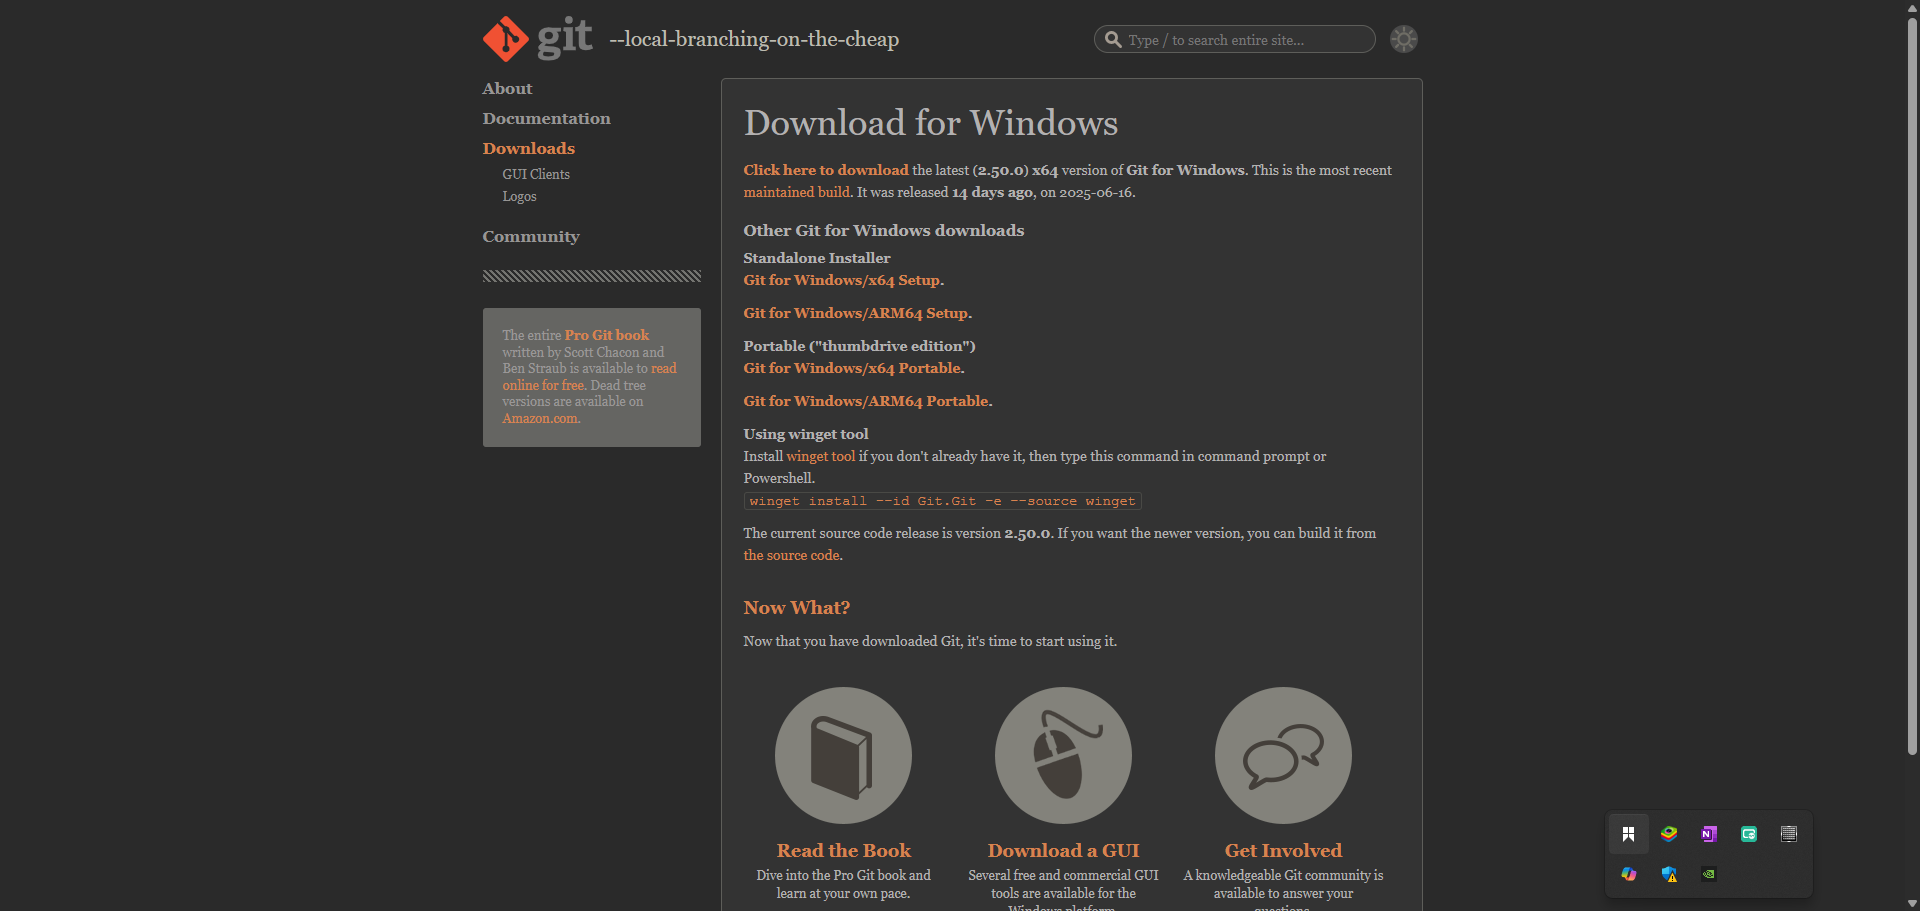 git --local-branching-on-the-cheap
Type / to search entire site...
About
Documentation
Downloads
GUI Clients
Logos
Community
The entire Pro Git book
written by Scott Chacon and
Ben Straub is available to read
online for free. Dead tree
versions are available on
Amazon.com.
Download for Windows
Click here to download the latest (2.50.0) x64 version of Git for Windows. This is the most recent
maintained build. It was released 14 days ago, on 2025-06-16.
Other Git for Windows downloads
Standalone Installer
Git for Windows/x64 Setup.
Git for Windows/ARM64 Setup.
Portable ("thumbdrive edition")
Git for Windows/x64 Portable.
Git for Windows/ARM64 Portable.
Using winget tool
Install winget tool if you don't already have it, then type this command in command prompt or
Powershell.
winget install --id Git.Git -e --source winget
The current source code release is version 2.50.0. If you want the newer version, you can build it from
the source code.
Now What?
Now that you have downloaded Git, it's time to start using it.
Read the Book
Dive into the Pro Git book and
learn at your own pace.
Download a GUI
Several free and commercial GUI
tools are available for the
Windows platform
Get Involved
A knowledgeable Git community is
available to answer your
questions.
N